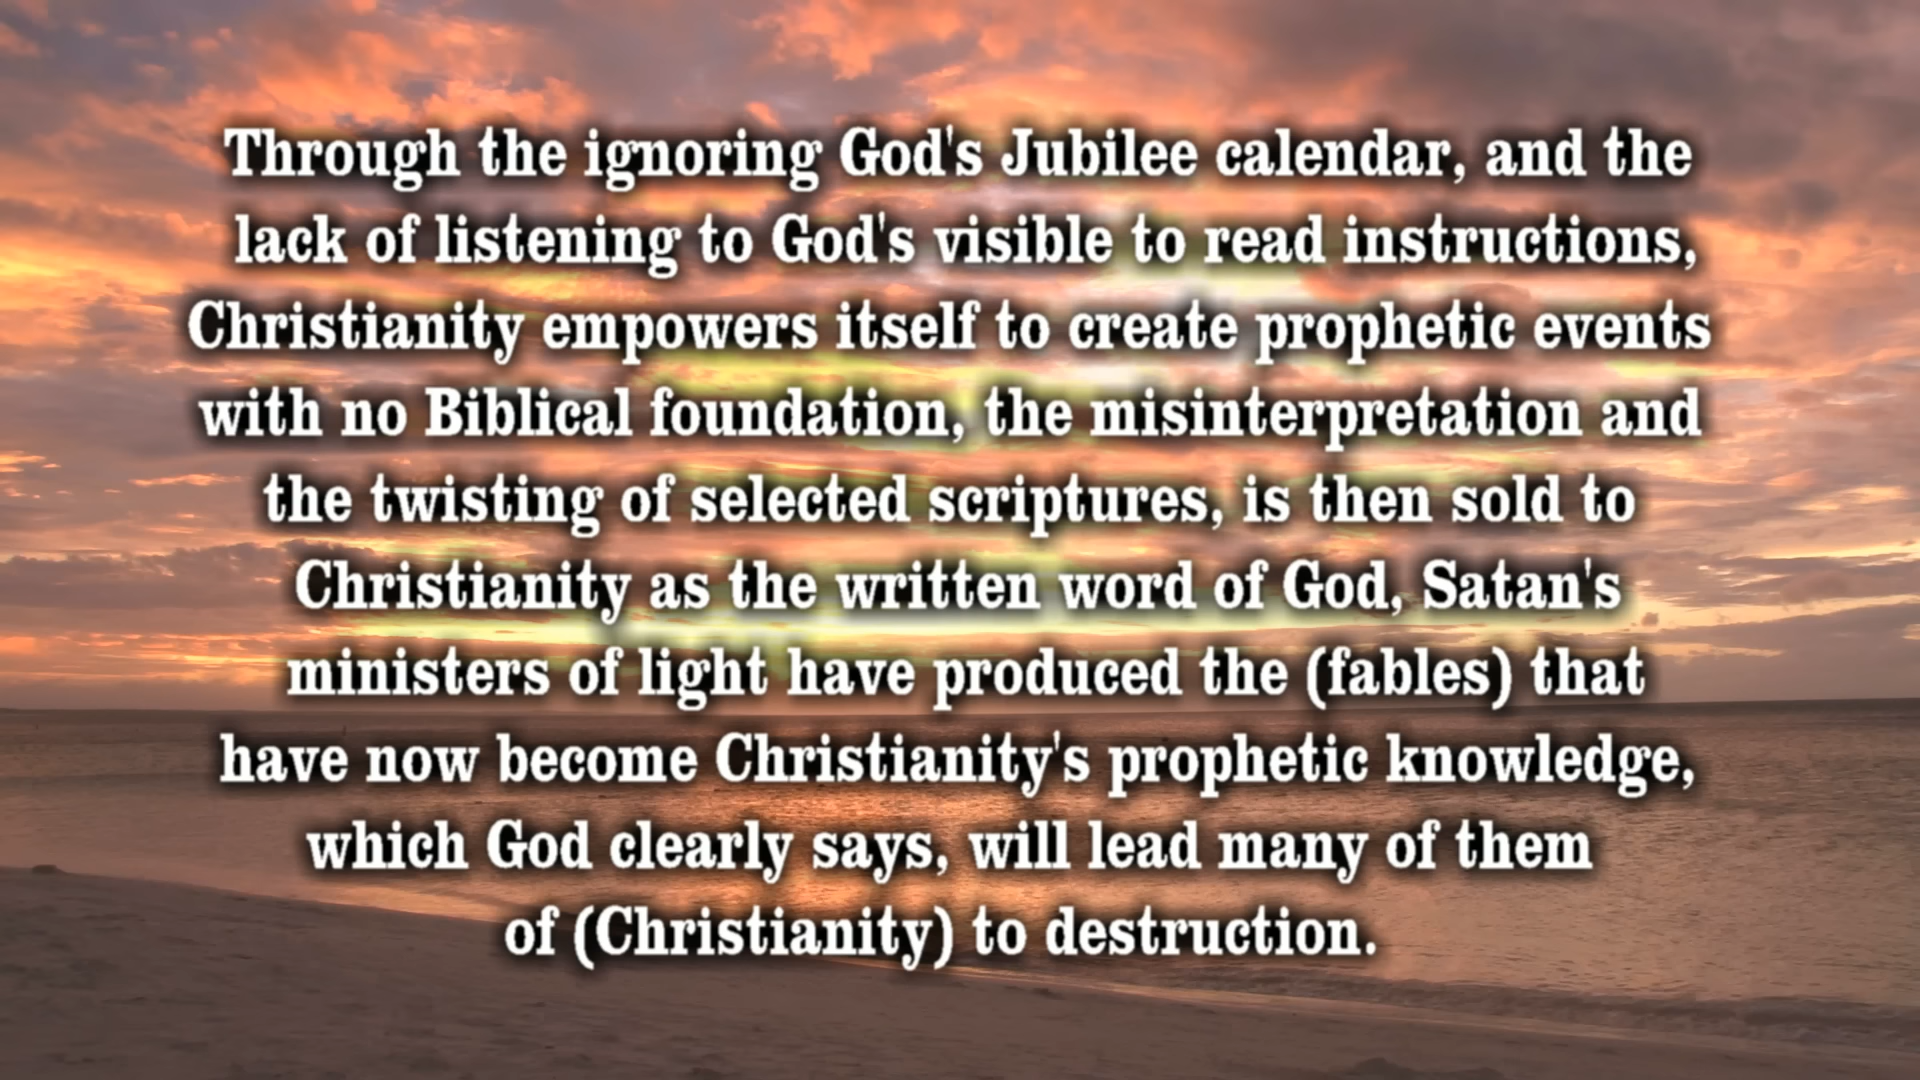 Through the ignoring God's Jubilee calendar, and the
lack of listening to God's visible to read instructions,
Christianity empowers itself to create prophetic events
with no Biblical foundation, the misinterpretation and
the twisting of selected scriptures, is then sold to
Christianity as the written word of God, Satan's
ministers of light have produced the (fables) that
have now become Christianity's prophetic knowledge,
which God clearly says, will lead many of them
of (Christianity) to destruction.